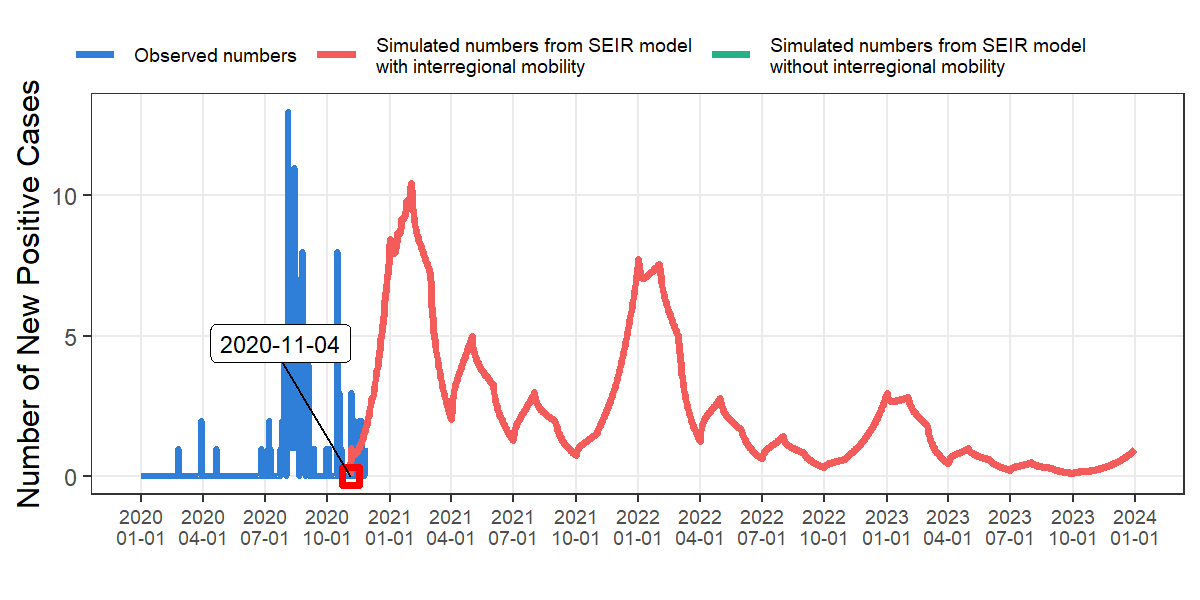 Observed numbers
Simulated numbers from SEIR model
with interregional mobility
Simulated numbers from SEIR model
without interregional mobility
Number of New Positive Cases
10
5
0
2020-11-04
2020 2020 2020 2020 2021 2021 2021 2021 2022 2022 2022 2022 2023 2023 2023 2023 2024
01-01 04-01 07-01 10-01 01-01 04-01 07-01 10-01 01-01 04-01 07-01 10-01 01-01 04-01 07-01 10-01 01-01